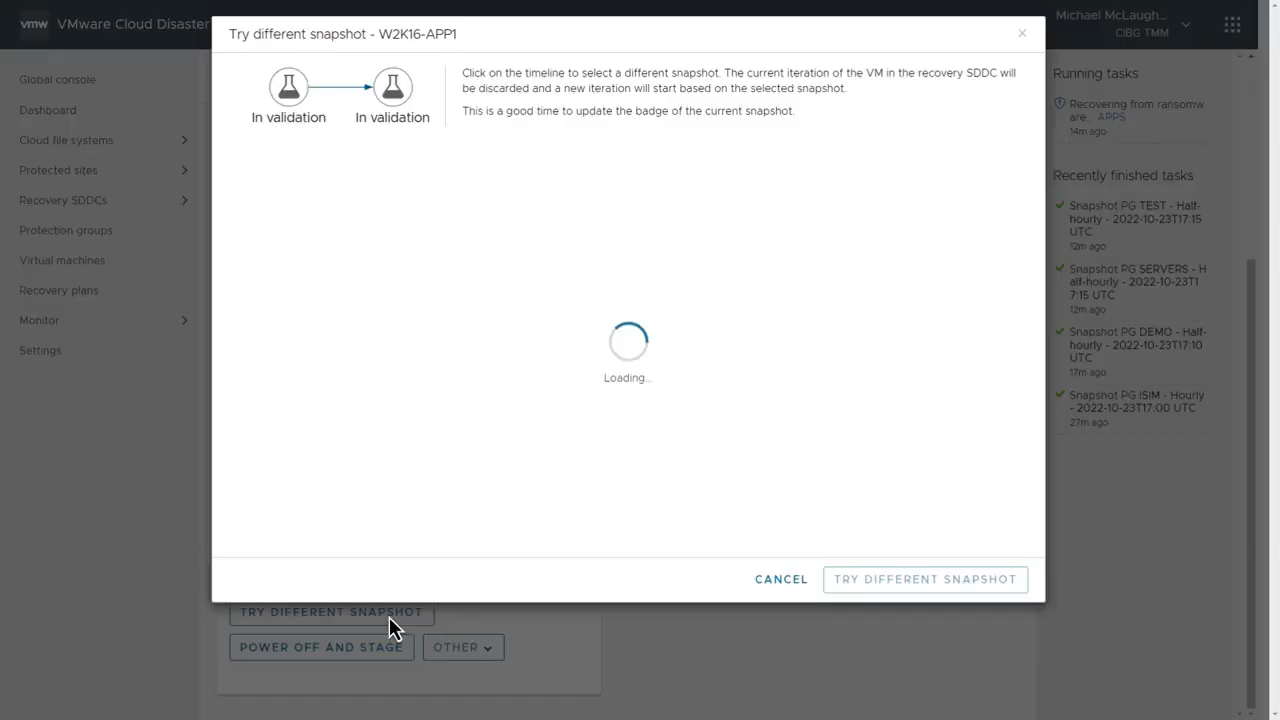 vmw VMware Cloud Disaster
Michael McLaugh...
CIBG TMM
Global console
Dashboard
Cloud file systems
Protected sites
Recovery SDDCs
Protection groups
Virtual machines
Recovery plans
Monitor
Settings
Try different snapshot - W2K16-APP1
In validation
In validation
Click on the timeline to select a different snapshot. The current iteration of the VM in the recovery SDDC will
be discarded and a new iteration will start based on the selected snapshot.
This is a good time to update the badge of the current snapshot.
Loading...
CANCEL
TRY DIFFERENT SNAPSHOT
TRY DIFFERENT SNAPSHOT
POWER OFF AND STAGE
OTHER
Running tasks
Recovering from ransomw
are... APPS
14m ago
Recently finished tasks
Snapshot PG TEST - Half-
hourly - 2022-10-23T17:15
UTC
12m ago
Snapshot PG SERVERS - H
alf-hourly - 2022-10-23T1
7:15 UTC
12m ago
Snapshot PG DEMO - Half-
hourly - 2022-10-23T17:10
UTC
17m ago
Snapshot PG ISIM - Hourly
- 2022-10-23T17:00 UTC
27m ago